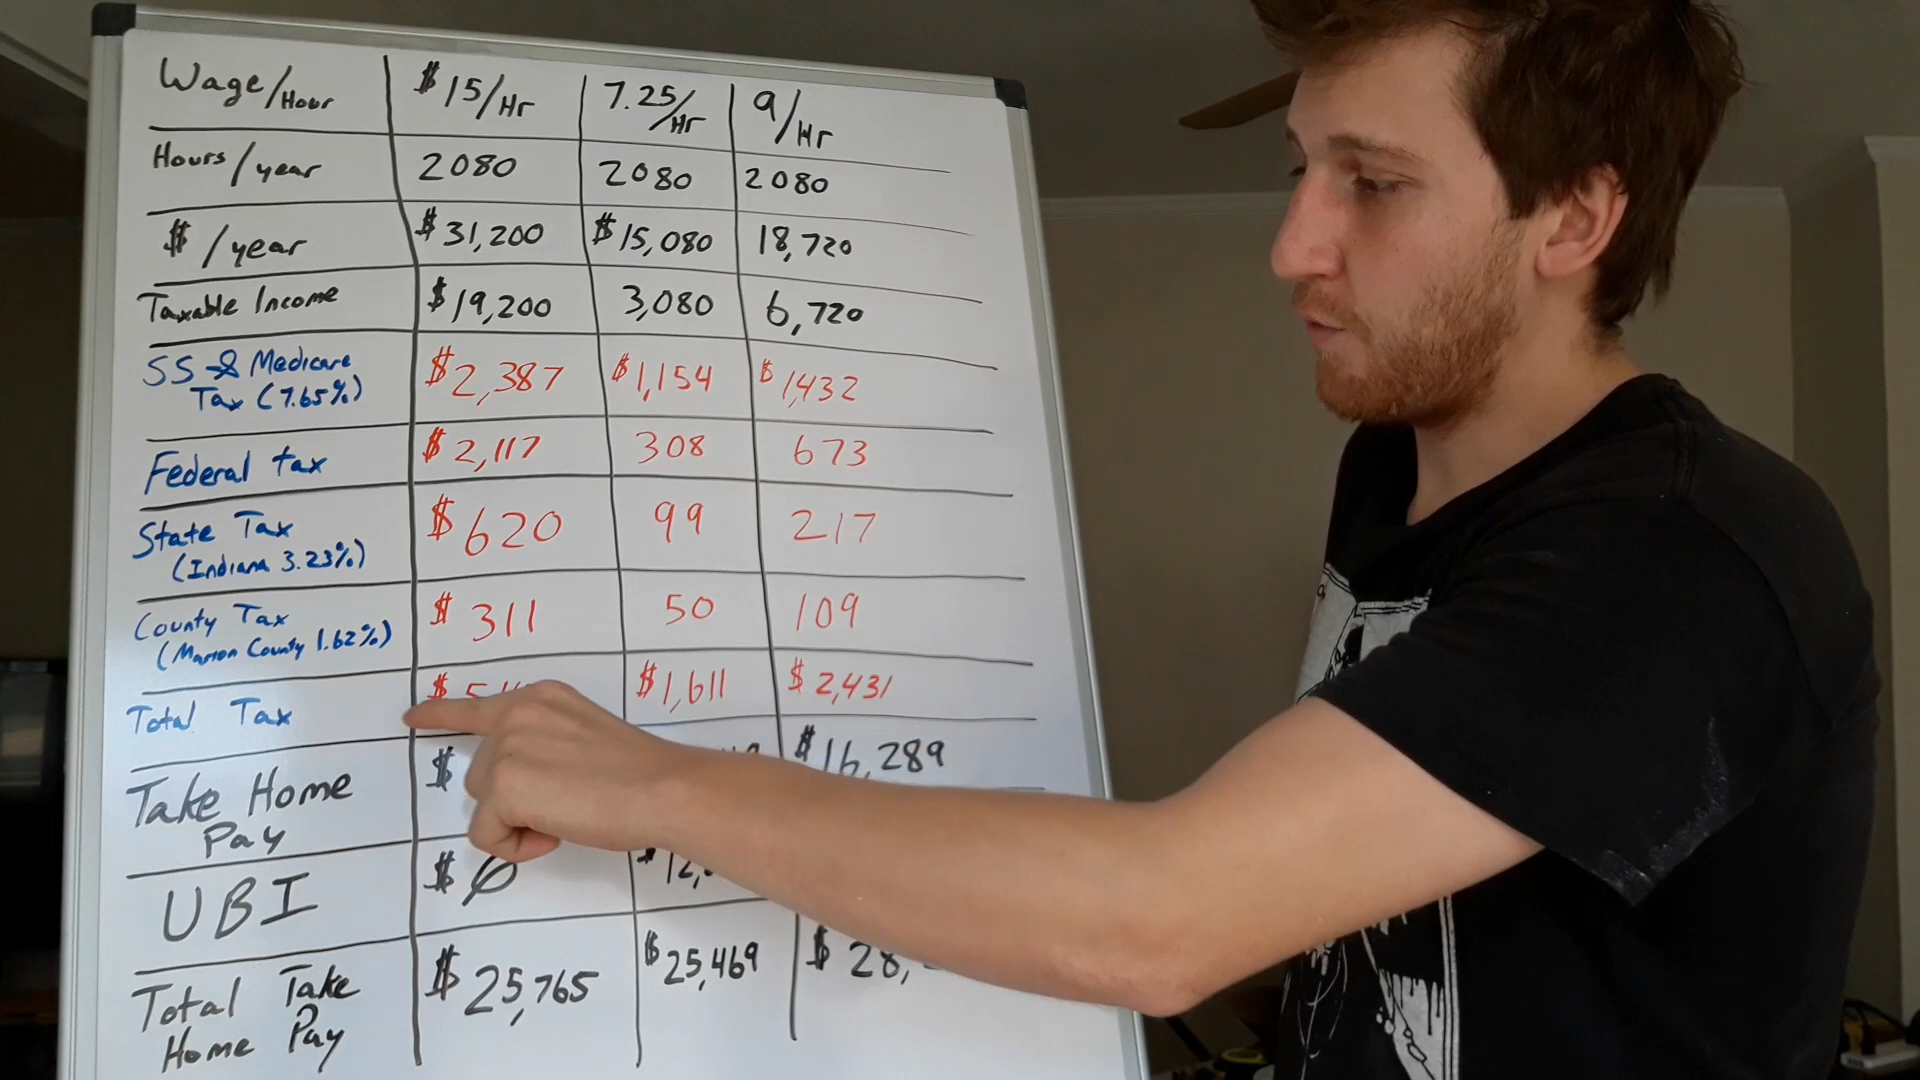 Wage/Hour $15/Hr 7.25/Hr 9/Hr
Hours/year 2080 2080 2080
$/year $31,200 $15,080 18,720
Taxable Income $19,200 3,080 6,720
SS & Medicare
Tax (7.65%) $2,387 $1,154 $1,432
Federal tax $2,117 308 673
State Tax
(Indiana 3.23%) $620 99 217
County Tax
(Marion County 1.62%) $311 50 109
Total Tax $1,611 $2,431
Take Home
Pay $ $16,289
UBI $0
Total Take
Home Pay $25,765 $25,469